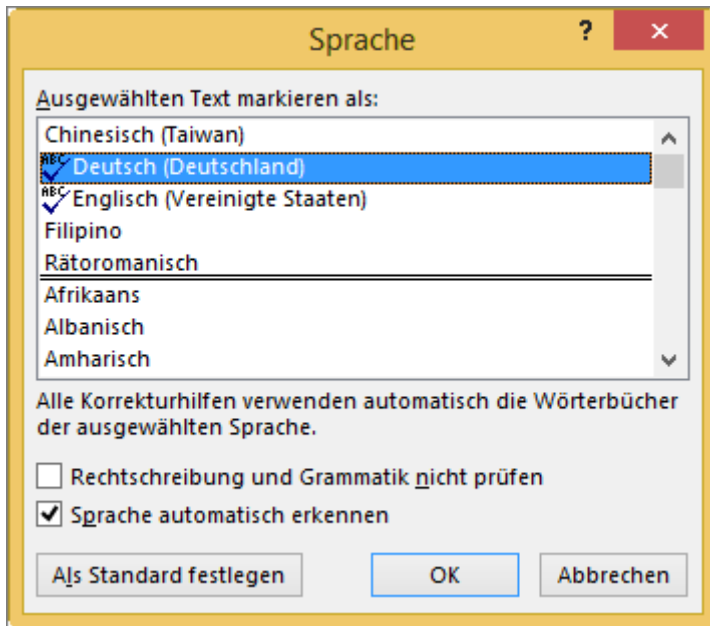 Sprache
?
×
Ausgewählten Text markieren als:
Chinesisch (Taiwan)
ABC Deutsch (Deutschland)
ABC Englisch (Vereinigte Staaten)
Filipino
Rätoromanisch
Afrikaans
Albanisch
Amharisch
Alle Korrekturhilfen verwenden automatisch die Wörterbücher
der ausgewählten Sprache.
Rechtschreibung und Grammatik nicht prüfen
Sprache automatisch erkennen
Als Standard festlegen
OK
Abbrechen